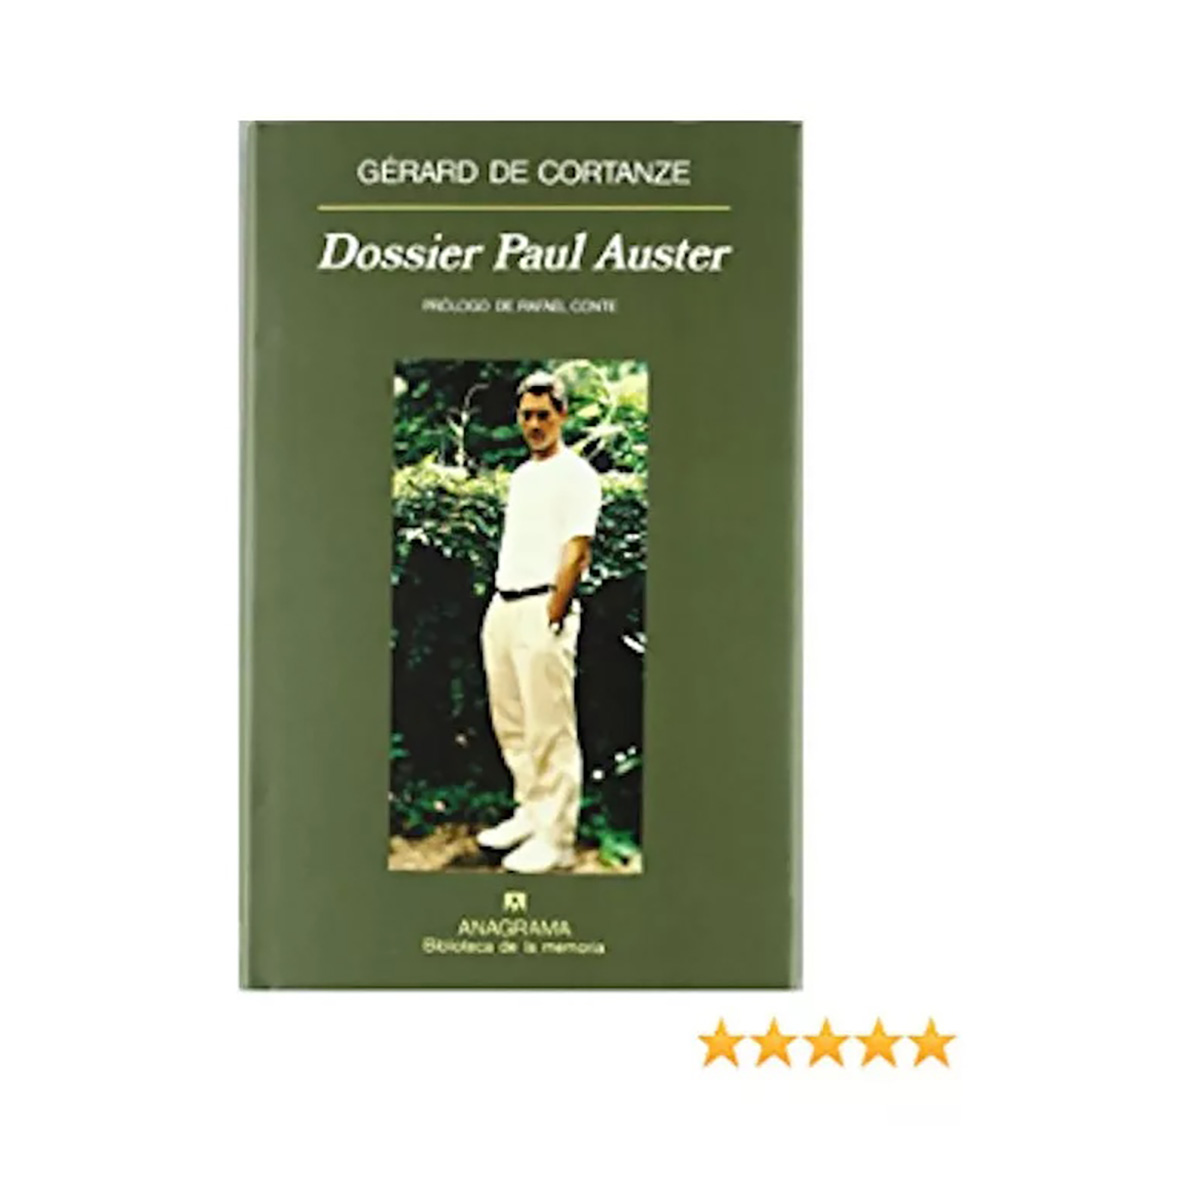 GÉRARD DE CORTANZE
Dossier Paul Auster
PRÓLOGO DE RAFAEL CONTE
ANAGRAMA
Biblioteca de la memoria